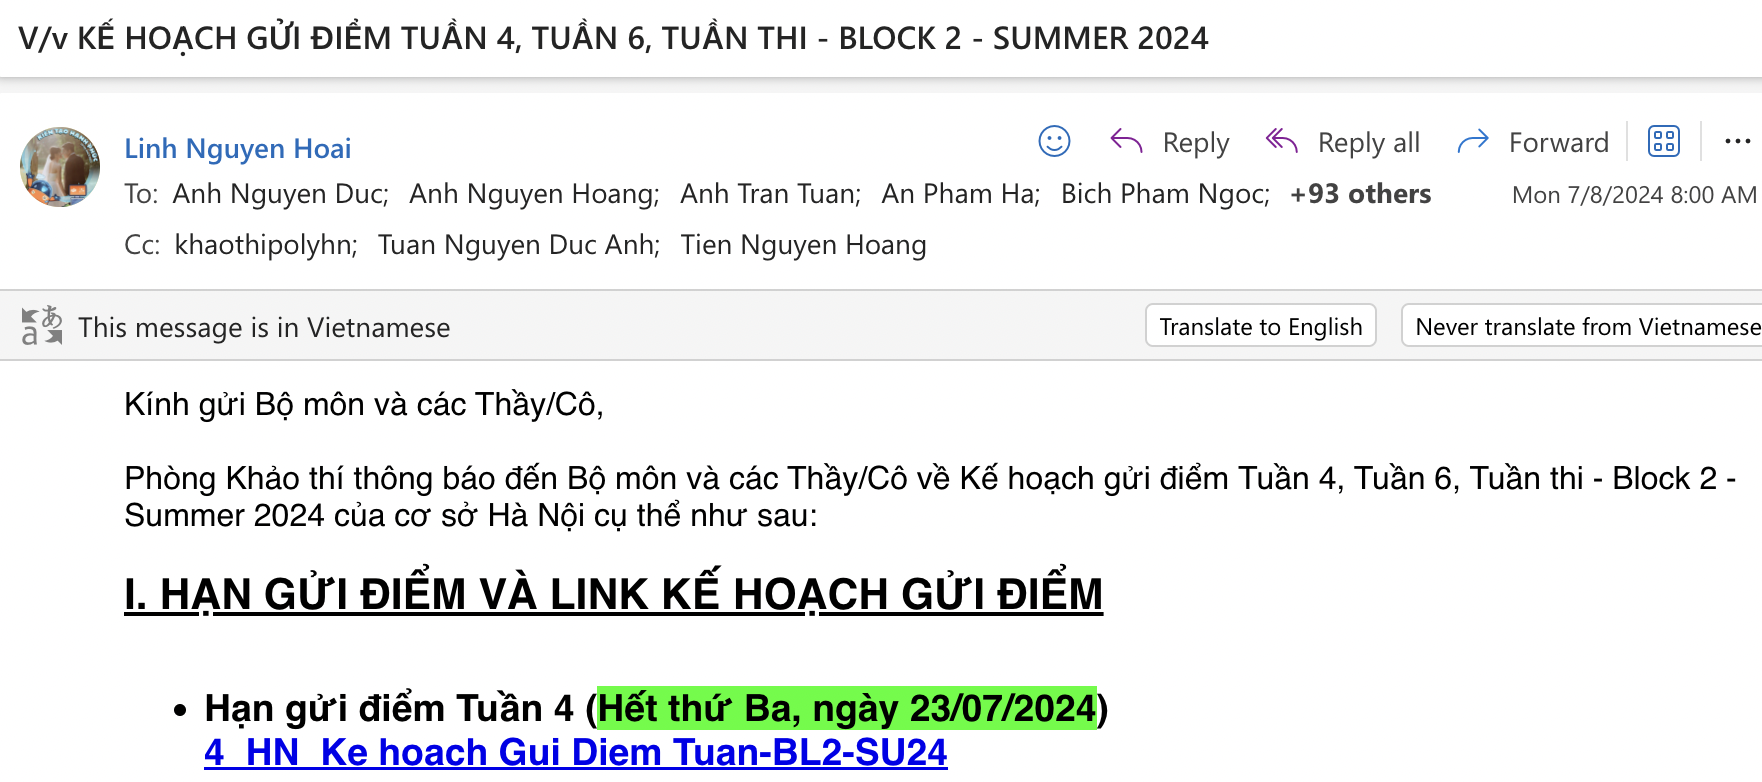 V/v KẾ HOẠCH GỬI ĐIỂM TUẦN 4, TUẦN 6, TUẦN THI - BLOCK 2 - SUMMER 2024
Linh Nguyen Hoai
Reply
Reply all
Forward
To: Anh Nguyen Duc; Anh Nguyen Hoang; Anh Tran Tuan; An Pham Ha; Bich Pham Ngoc; +93 others
Mon 7/8/2024 8:00 AM
Cc: khaothipolyhn; Tuan Nguyen Duc Anh; Tien Nguyen Hoang
This message is in Vietnamese
Translate to English
Never translate from Vietnamese
Kính gửi Bộ môn và các Thầy/Cô,
Phòng Khảo thí thông báo đến Bộ môn và các Thầy/Cô về Kế hoạch gửi điểm Tuần 4, Tuần 6, Tuần thi - Block 2 -
Summer 2024 của cơ sở Hà Nội cụ thể như sau:
I. HẠN GỬI ĐIỂM VÀ LINK KẾ HOẠCH GỬI ĐIỂM
• Hạn gửi điểm Tuần 4 (Hết thứ Ba, ngày 23/07/2024)
4_HN_Ke hoach Gui Diem Tuan-BL2-SU24